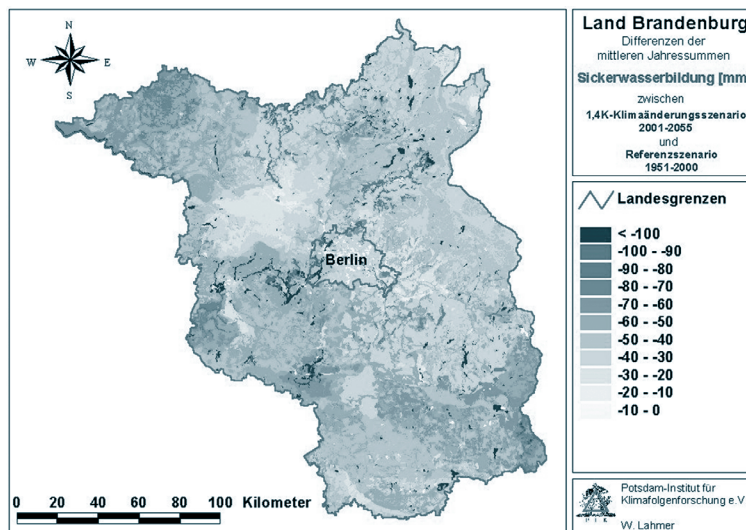 N
W E
S
Berlin
0 20 40 60 80 100 Kilometer
Land Brandenburg
Differenzen der
mittleren Jahressummen
Sickerwasserbildung [mm
zwischen
1,4K-Klimaänderungsszenario
2001-2055
und
Referenzszenario
1951-2000
Landesgrenzen
< -100
-100 - -90
-90 - -80
-80 - -70
-70 - -60
-60 - -50
-50 - -40
-40 - -30
-30 - -20
-20 - -10
-10 - 0
Potsdam-Institut für
Klimafolgenforschung e.V
P I K
W. Lahmer